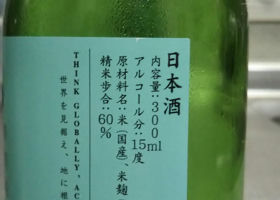 日本酒
内容量:300ml
アルコール分:15度
原材料名:米(国産)、米麹
精米歩合:60%
THINK GLOBALLY, AC
世界を見据え、地に根